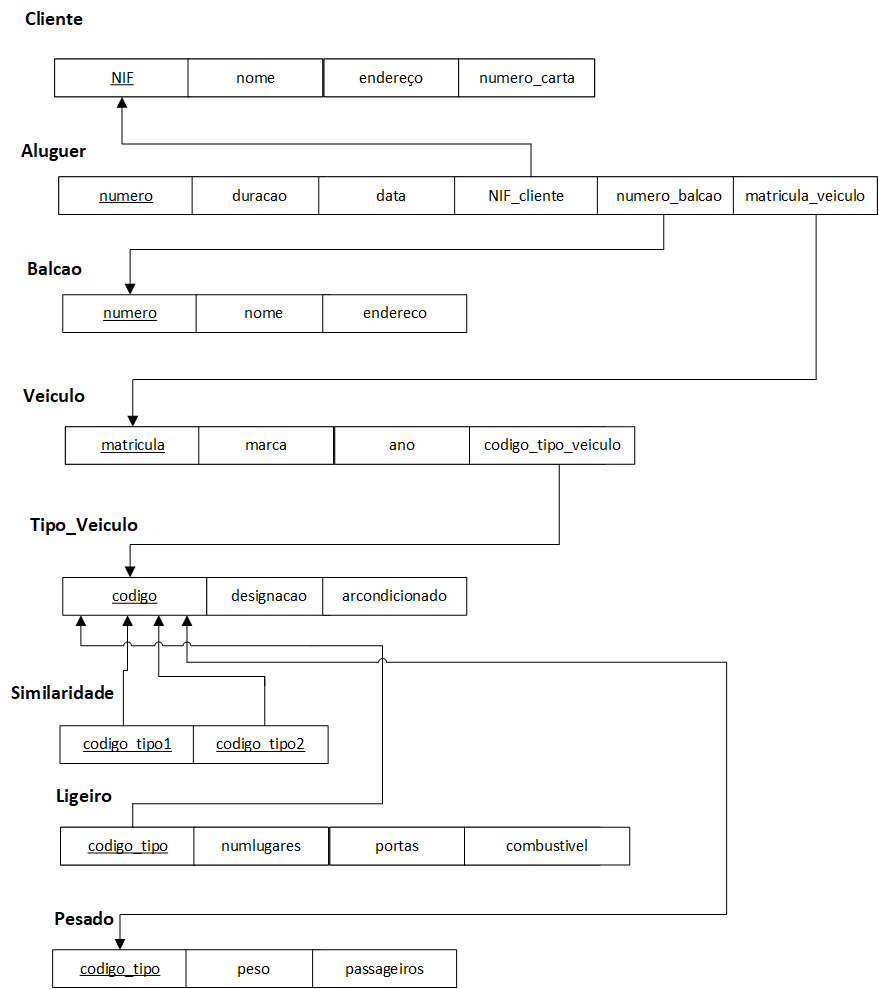 Cliente
NIF nome endereço numero_carta
Aluguer
numero duracao data NIF_cliente numero_balcao matricula_veiculo
Balcao
numero nome endereco
Veiculo
matricula marca ano codigo_tipo_veiculo
Tipo_Veiculo
codigo designacao arcondicionado
Similaridade
codigo_tipo1 codigo_tipo2
Ligeiro
codigo_tipo numlugares portas combustivel
Pesado
codigo_tipo peso passageiros